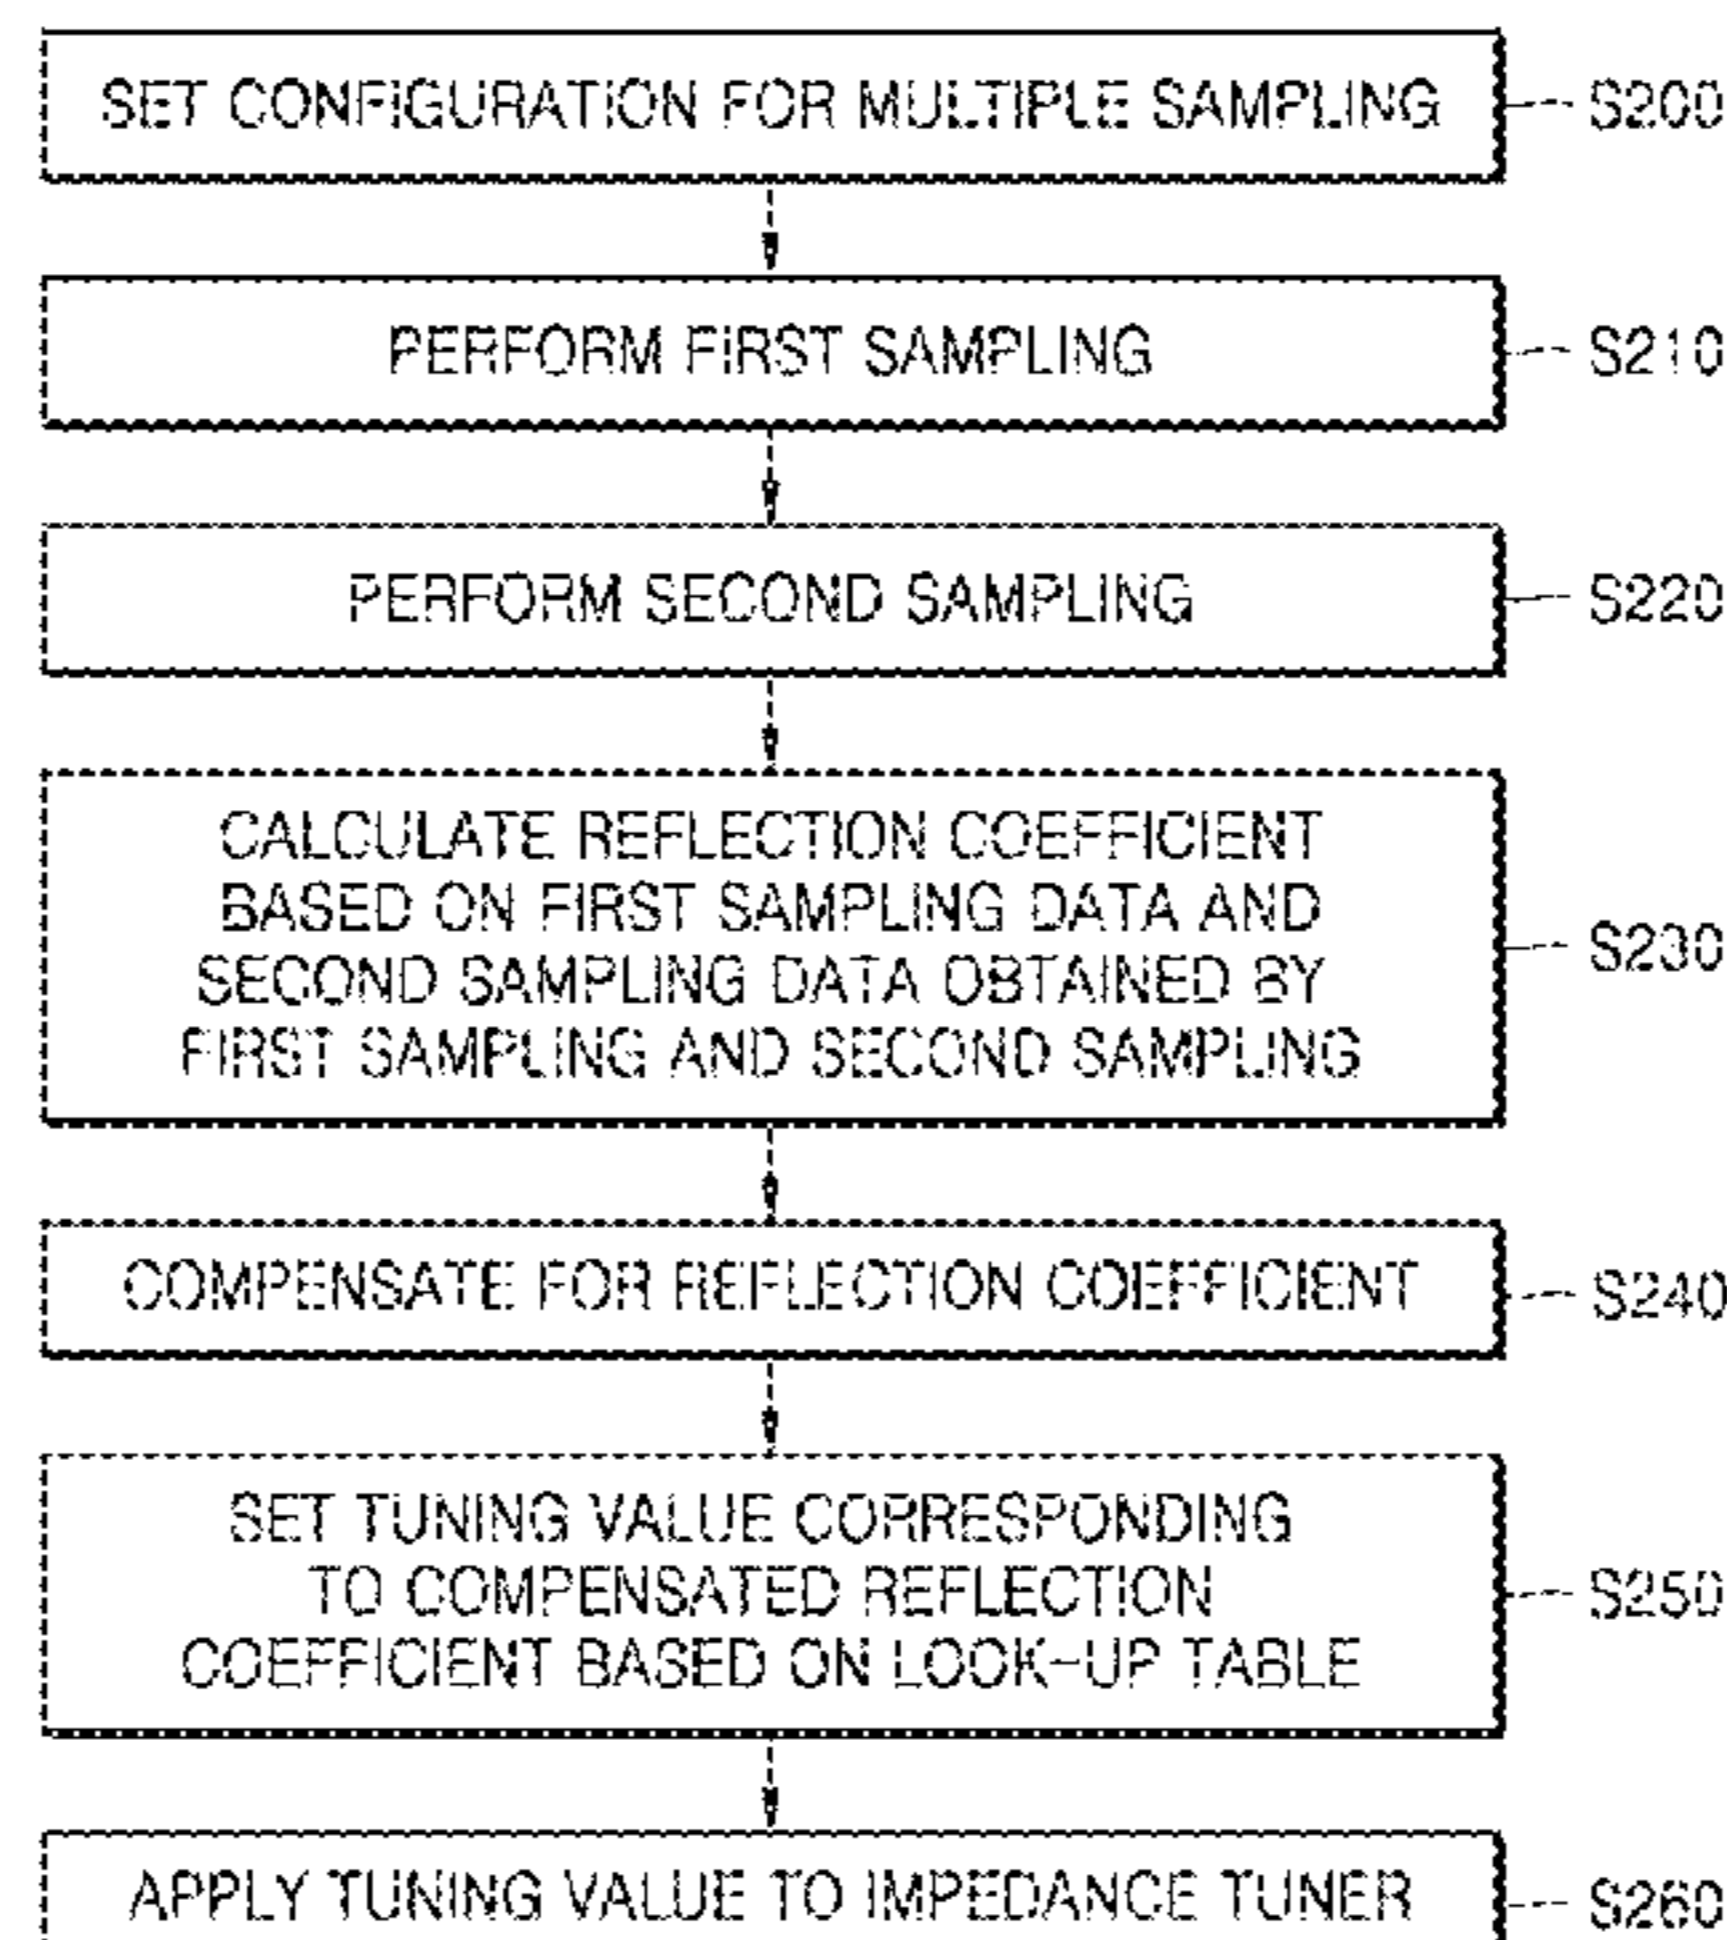 SET CONFIGURATION FOR MULTIPLE SAMPLING
S200
PERFORM FIRST SAMPLING
S210
PERFORM SECOND SAMPLING
S220
CALCULATE REFLECTION COEFFICIENT
BASED ON FIRST SAMPLING DATA AND
SECOND SAMPLING DATA OBTAINED BY
FIRST SAMPLING AND SECOND SAMPLING
S230
COMPENSATE FOR REFLECTION COEFFICIENT
S240
SET TUNING VALUE CORRESPONDING
TO COMPENSATED REFLECTION
COEFFICIENT BASED ON LOOK-UP TABLE
S250
APPLY TUNING VALUE TO IMPEDANCE TUNER
S260